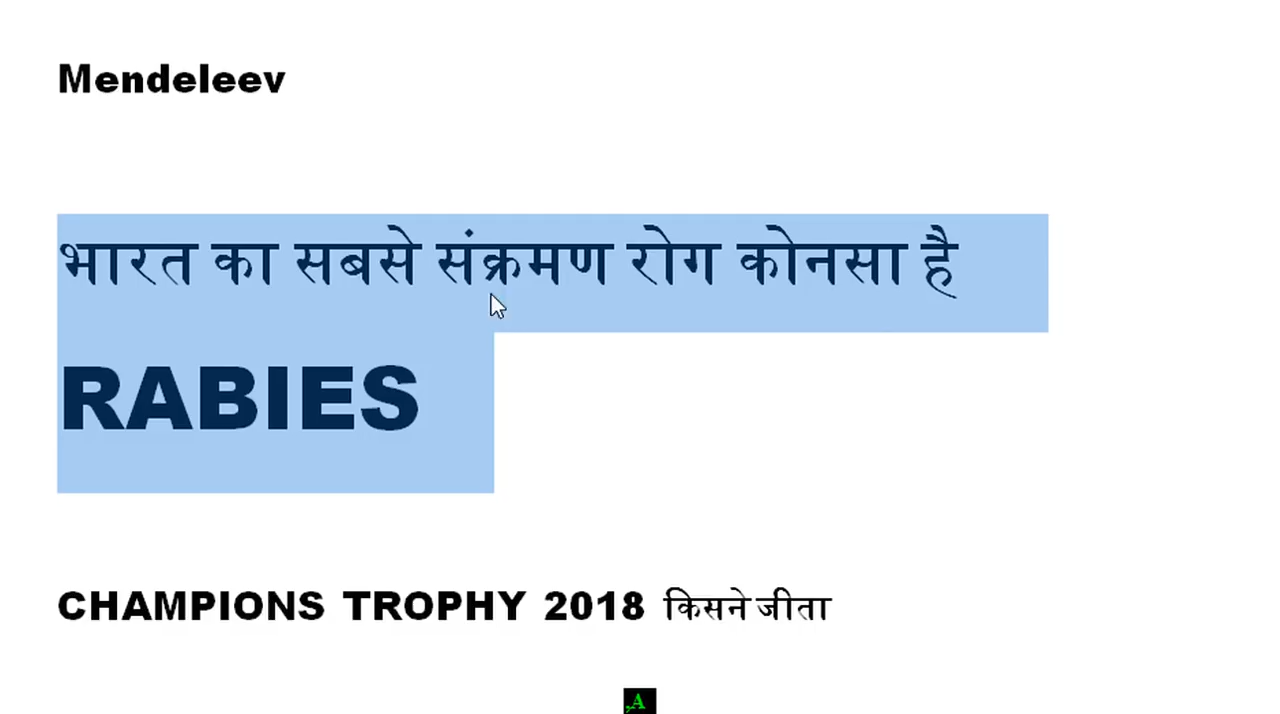 Mendeleev
भारत का सबसे संक्रमण रोग कोनसा है
RABIES
CHAMPIONS TROPHY 2018 किसने जीता
A